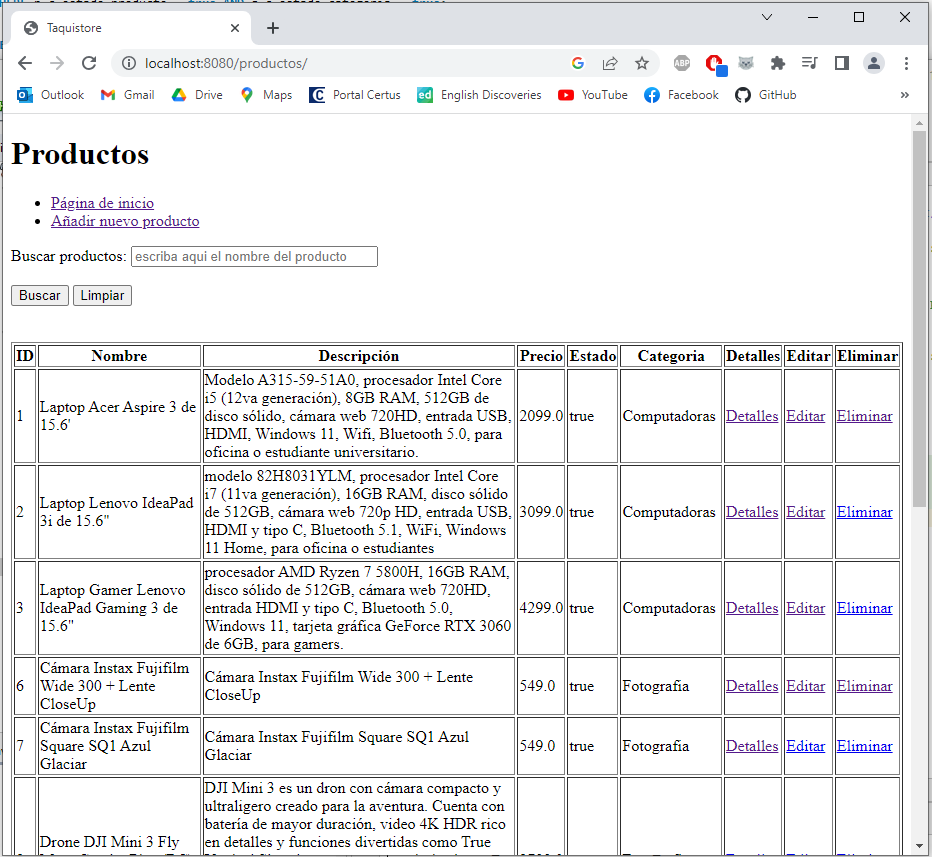 Taquistore
localhost:8080/productos/
ABP
Outlook Gmail Drive Maps Portal Certus ed English Discoveries YouTube Facebook GitHub »
Productos
Página de inicio
Añadir nuevo producto
Buscar productos: escriba aqui el nombre del producto
Buscar Limpiar
ID Nombre Descripción Precio Estado Categoria Detalles Editar Eliminar
1
Laptop Acer Aspire 3 de
15.6'
Modelo A315-59-51A0, procesador Intel Core
i5 (12va generación), 8GB RAM, 512GB de
disco sólido, cámara web 720HD, entrada USB,
HDMI, Windows 11, Wifi, Bluetooth 5.0, para
oficina o estudiante universitario.
2099.0 true Computadoras Detalles Editar Eliminar
2
Laptop Lenovo IdeaPad
3i de 15.6"
modelo 82H8031YLM, procesador Intel Core
i7 (11va generación), 16GB RAM, disco sólido
de 512GB, cámara web 720p HD, entrada USB,
HDMI y tipo C, Bluetooth 5.1, WiFi, Windows
11 Home, para oficina o estudiantes
3099.0 true Computadoras Detalles Editar Eliminar
3
Laptop Gamer Lenovo
IdeaPad Gaming 3 de
15.6"
procesador AMD Ryzen 7 5800H, 16GB RAM,
disco sólido de 512GB, cámara web 720HD,
entrada HDMI y tipo C, Bluetooth 5.0,
Windows 11, tarjeta gráfica GeForce RTX 3060
de 6GB, para gamers.
4299.0 true Computadoras Detalles Editar Eliminar
6
Cámara Instax Fujifilm
Wide 300 + Lente
CloseUp
Cámara Instax Fujifilm Wide 300 + Lente
CloseUp
549.0 true Fotografía Detalles Editar Eliminar
7
Cámara Instax Fujifilm
Square SQ1 Azul
Glaciar
Cámara Instax Fujifilm Square SQ1 Azul
Glaciar
549.0 true Fotografía Detalles Editar Eliminar
Drone DJI Mini 3 Fly
DJI Mini 3 es un dron con cámara compacto y
ultraligero creado para la aventura. Cuenta con
batería de mayor duración, video 4K HDR rico
en detalles y funciones divertidas como True